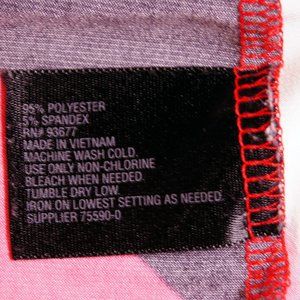 95% POLYESTER
5% SPANDEX
RN# 93677
MADE IN VIETNAM
MACHINE WASH COLD.
USE ONLY NON-CHLORINE
BLEACH WHEN NEEDED.
TUMBLE DRY LOW.
IRON ON LOWEST SETTING AS NEEDED.
SUPPLIER 75590-0